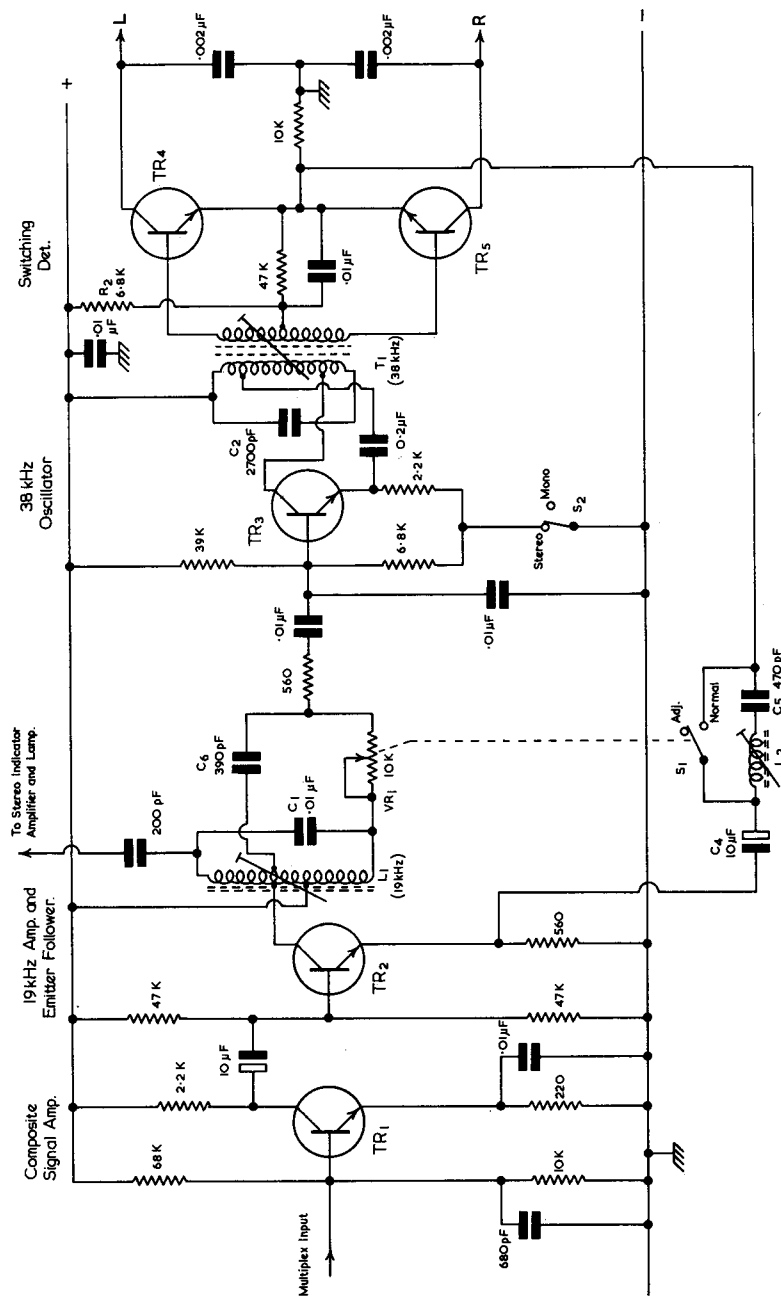 Composite
Signal Amp.
19kHz Amp. and
Emitter Follower.
38 kHz
Oscillator
Switching
Det.
To Stereo Indicator
Amplifier and Lamp.
+
−
L
R
Multiplex Input
68K
10K
680pF
2·2K
TR1
220
·01µF
10µF
47K
47K
TR2
560
L1
(19kHz)
200pF
C1
·01µF
C6
390pF
VR1
10K
560
·01µF
·01µF
39K
TR3
6·8K
2·2K
0·2µF
C2
2700pF
T1
(38kHz)
Stereo
Mono
S2
·01
µF
R2
6·8K
47K
·01µF
TR4
TR5
10K
·002µF
·002µF
C4
10µF
S1
Adj.
Normal
C5 470pF